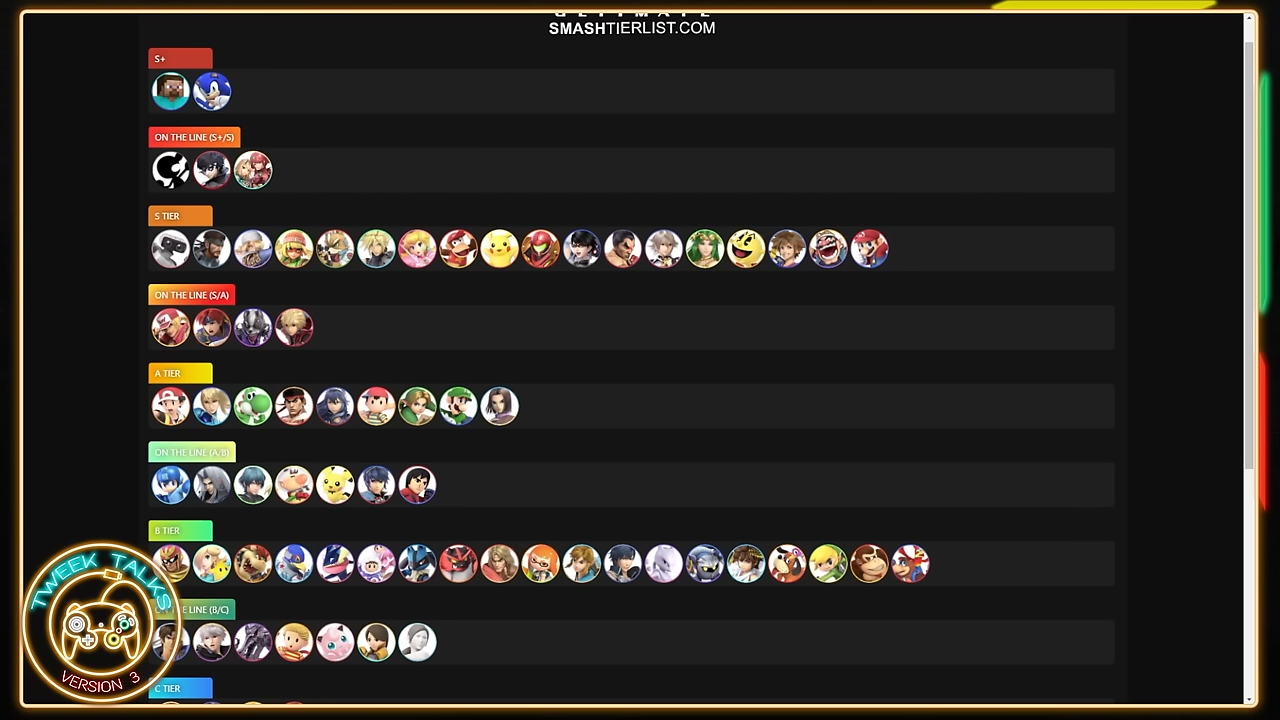 SMASHTIERLIST.COM
S+
ON THE LINE (S+/S)
S TIER
ON THE LINE (S/A)
A TIER
ON THE LINE (A/B)
B TIER
LINE (B/C)
C TIER
TWEEK TALKS
VERSION 3